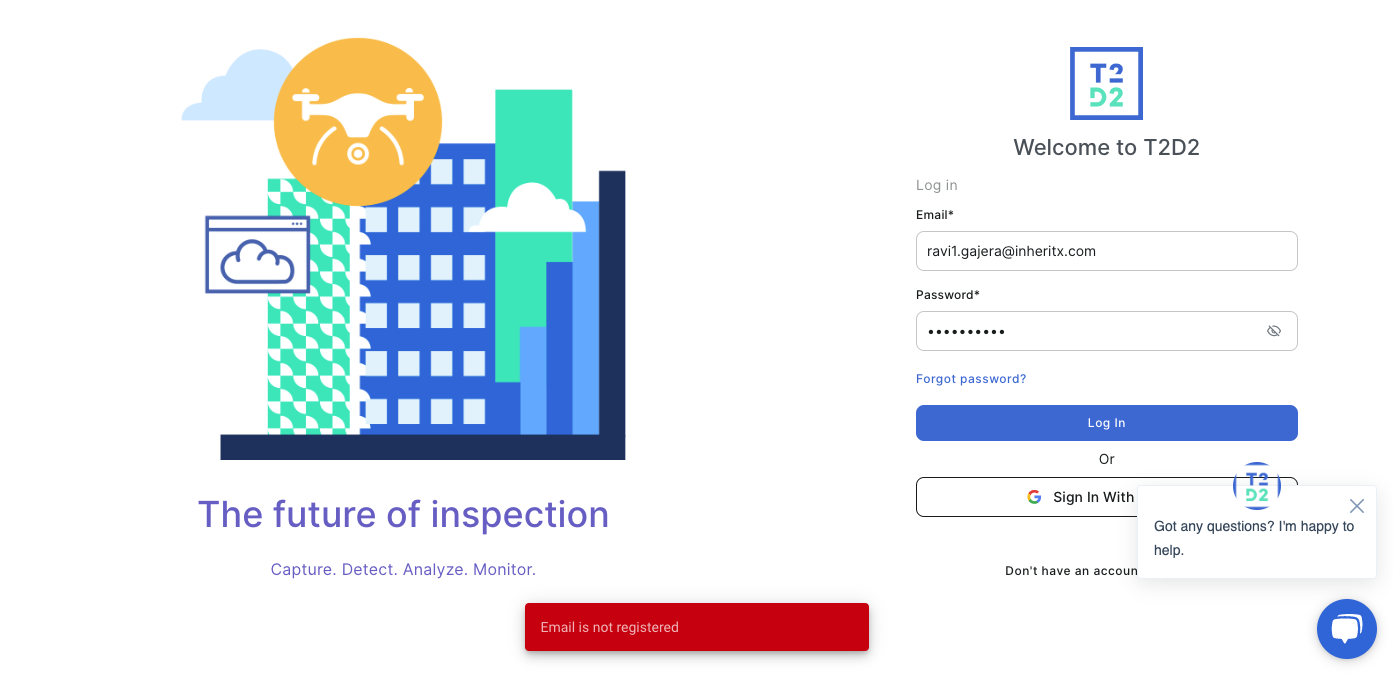 The future of inspection
Capture. Detect. Analyze. Monitor.
T2
D2
Welcome to T2D2
Log in
Email*
ravi1.gajera@inheritx.com
Password*
••••••••••
Forgot password?
Log In
Or
Sign In With
T2
D2
Got any questions? I'm happy to
help.
Don't have an accoun
Email is not registered